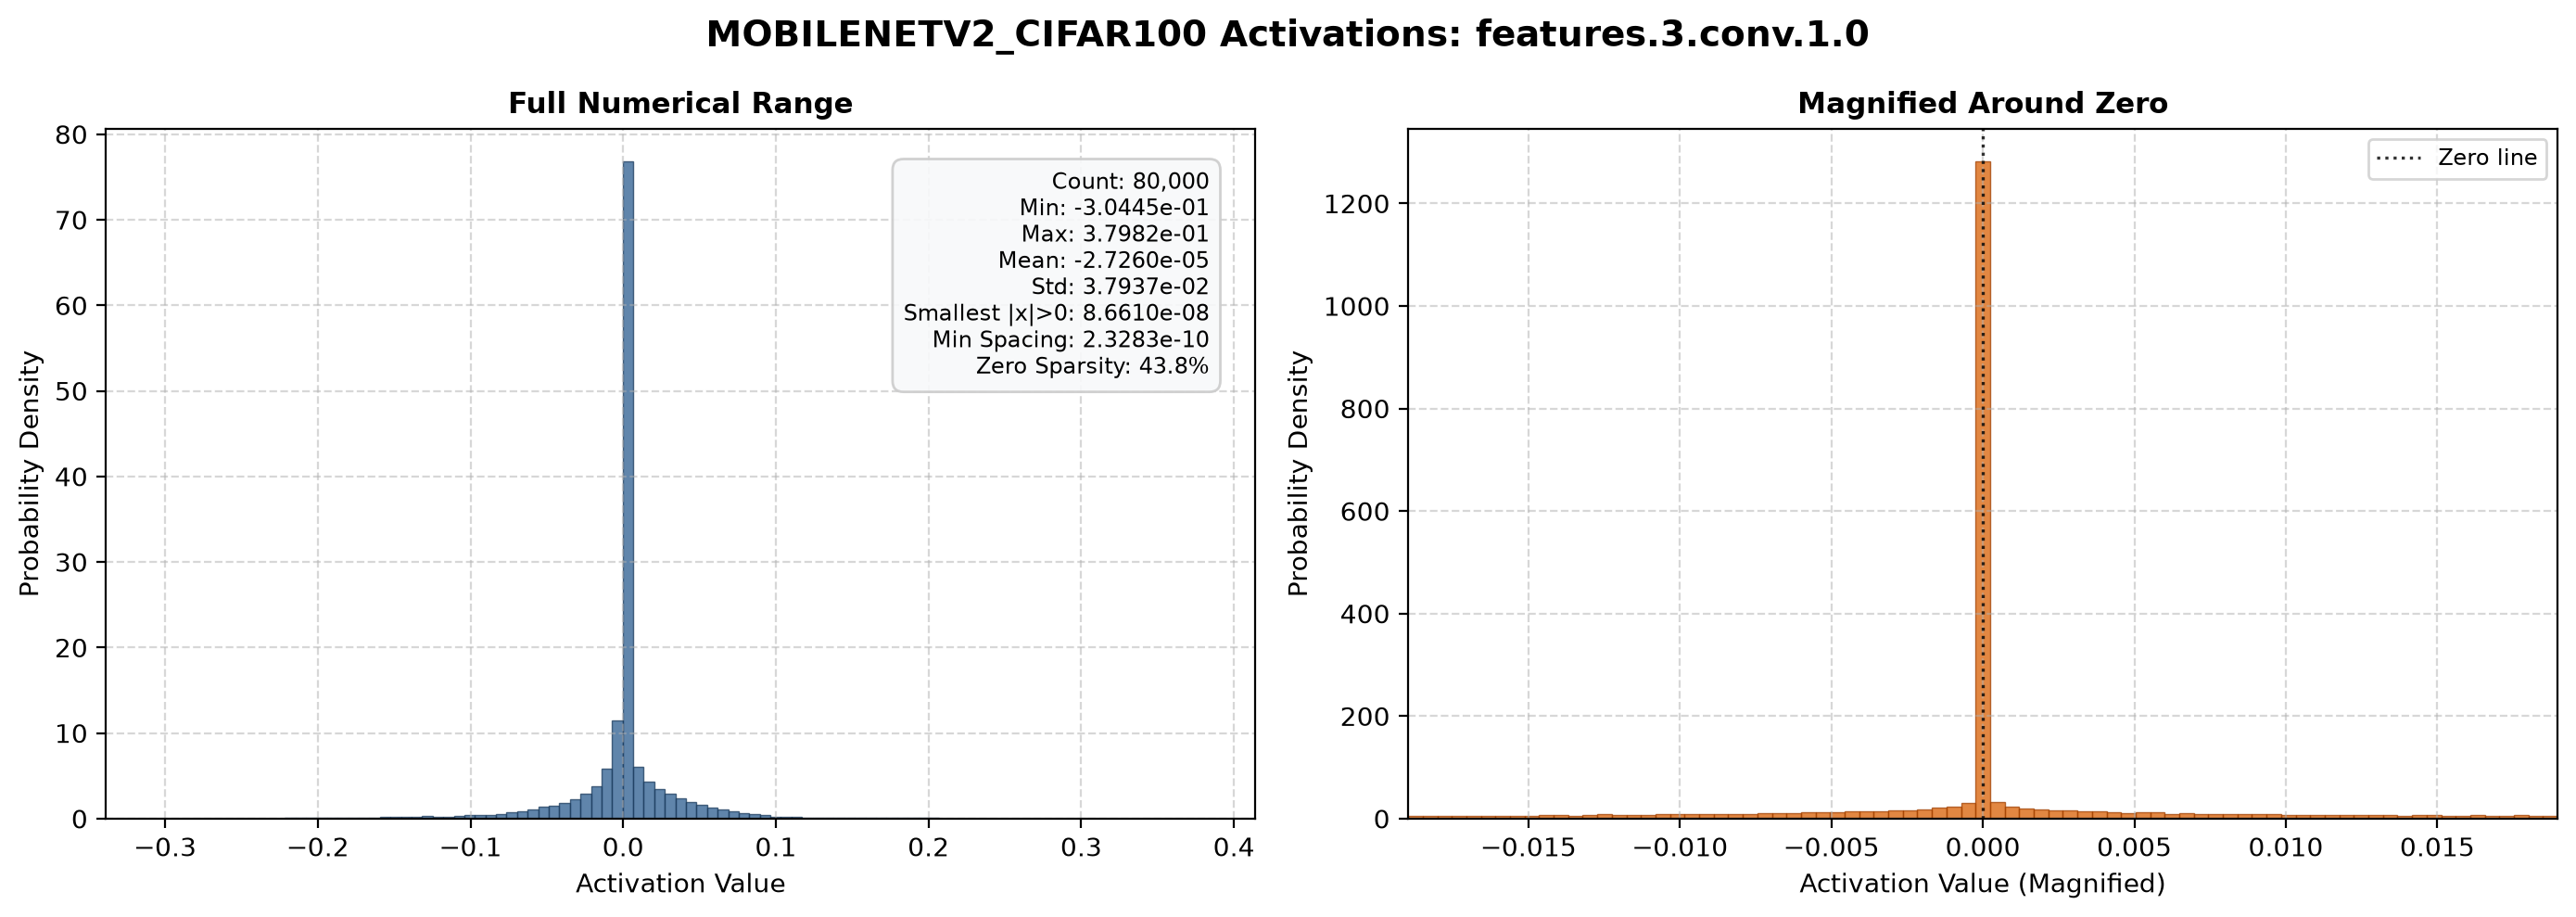 MOBILENETV2_CIFAR100 Activations: features.3.conv.1.0
Full Numerical Range
80
70
60
50
40
30
20
10
0
Probability Density
Count: 80,000
Min: -3.0445e-01
Max: 3.7982e-01
Mean: -2.7260e-05
Std: 3.7937e-02
Smallest |x|>0: 8.6610e-08
Min Spacing: 2.3283e-10
Zero Sparsity: 43.8%
−0.3 −0.2 −0.1 0.0 0.1 0.2 0.3 0.4
Activation Value
Magnified Around Zero
Zero line
1200
1000
800
600
400
200
0
Probability Density
−0.015 −0.010 −0.005 0.000 0.005 0.010 0.015
Activation Value (Magnified)